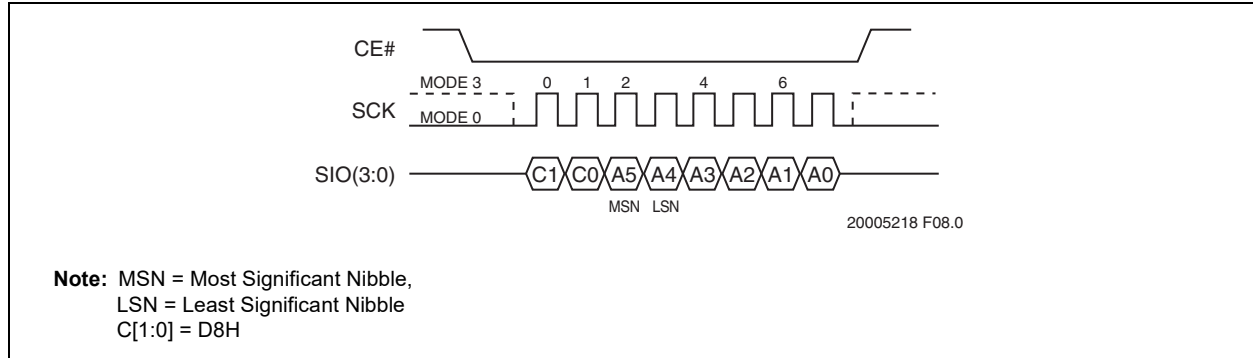 CE#
MODE 3 0 1 2 4 6
SCK
MODE 0
SIO(3:0) C1 C0 A5 A4 A3 A2 A1 A0
MSN LSN
20005218 F08.0
Note: MSN = Most Significant Nibble,
LSN = Least Significant Nibble
C[1:0] = D8H